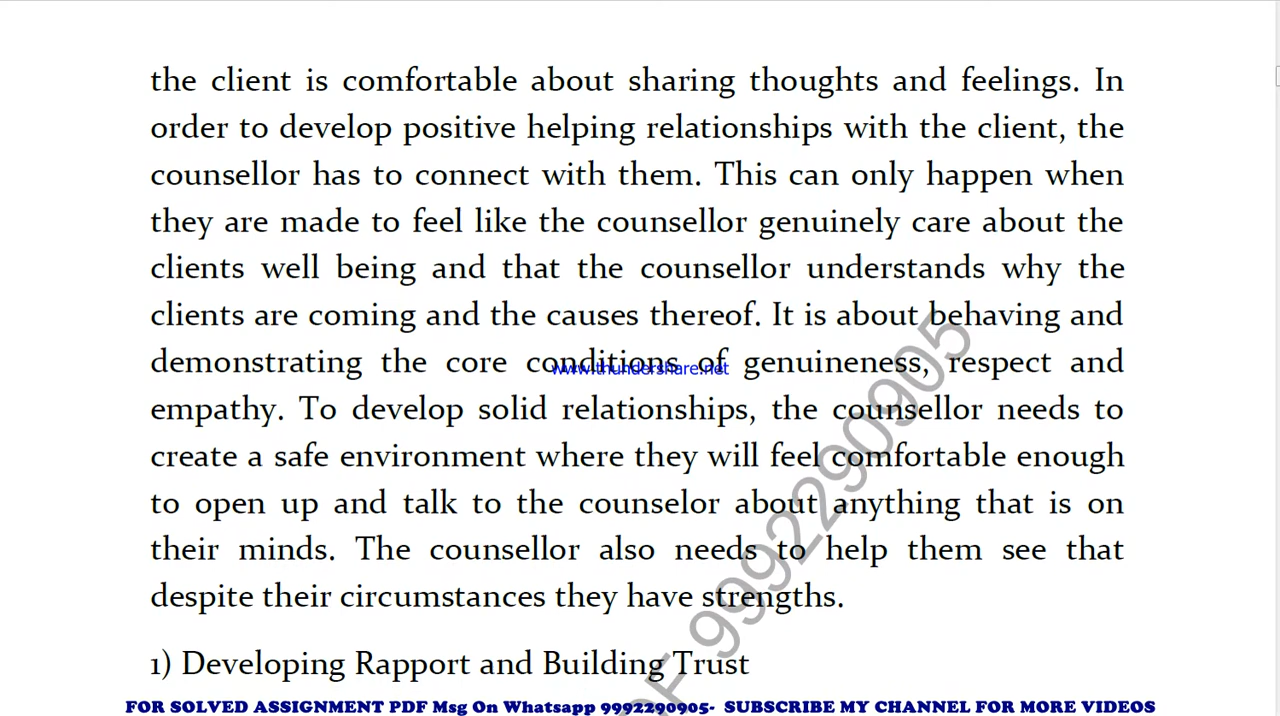 the client is comfortable about sharing thoughts and feelings. In
order to develop positive helping relationships with the client, the
counsellor has to connect with them. This can only happen when
they are made to feel like the counsellor genuinely care about the
clients well being and that the counsellor understands why the
clients are coming and the causes thereof. It is about behaving and
demonstrating the core conditions of genuineness, respect and
www.thundershare.net
empathy. To develop solid relationships, the counsellor needs to
create a safe environment where they will feel comfortable enough
to open up and talk to the counselor about anything that is on
their minds. The counsellor also needs to help them see that
despite their circumstances they have strengths.
1) Developing Rapport and Building Trust
DF 9992290905
FOR SOLVED ASSIGNMENT PDF Msg On Whatsapp 9992290905- SUBSCRIBE MY CHANNEL FOR MORE VIDEOS